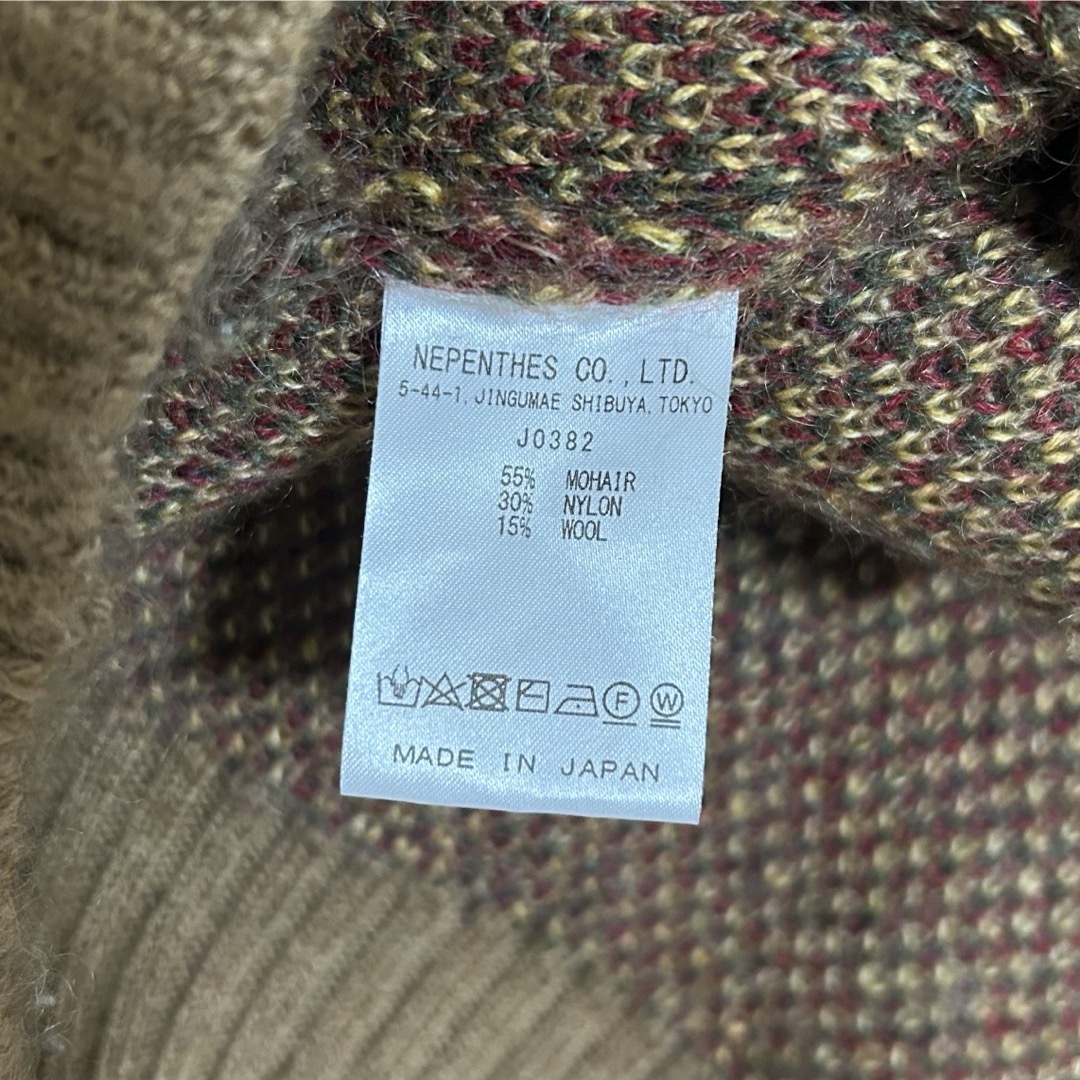 NEPENTHES CO.,LTD.
5-44-1, JINGUMAE SHIBUYA, TOKYO
J0382
55% MOHAIR
30% NYLON
15% WOOL
F W
MADE IN JAPAN